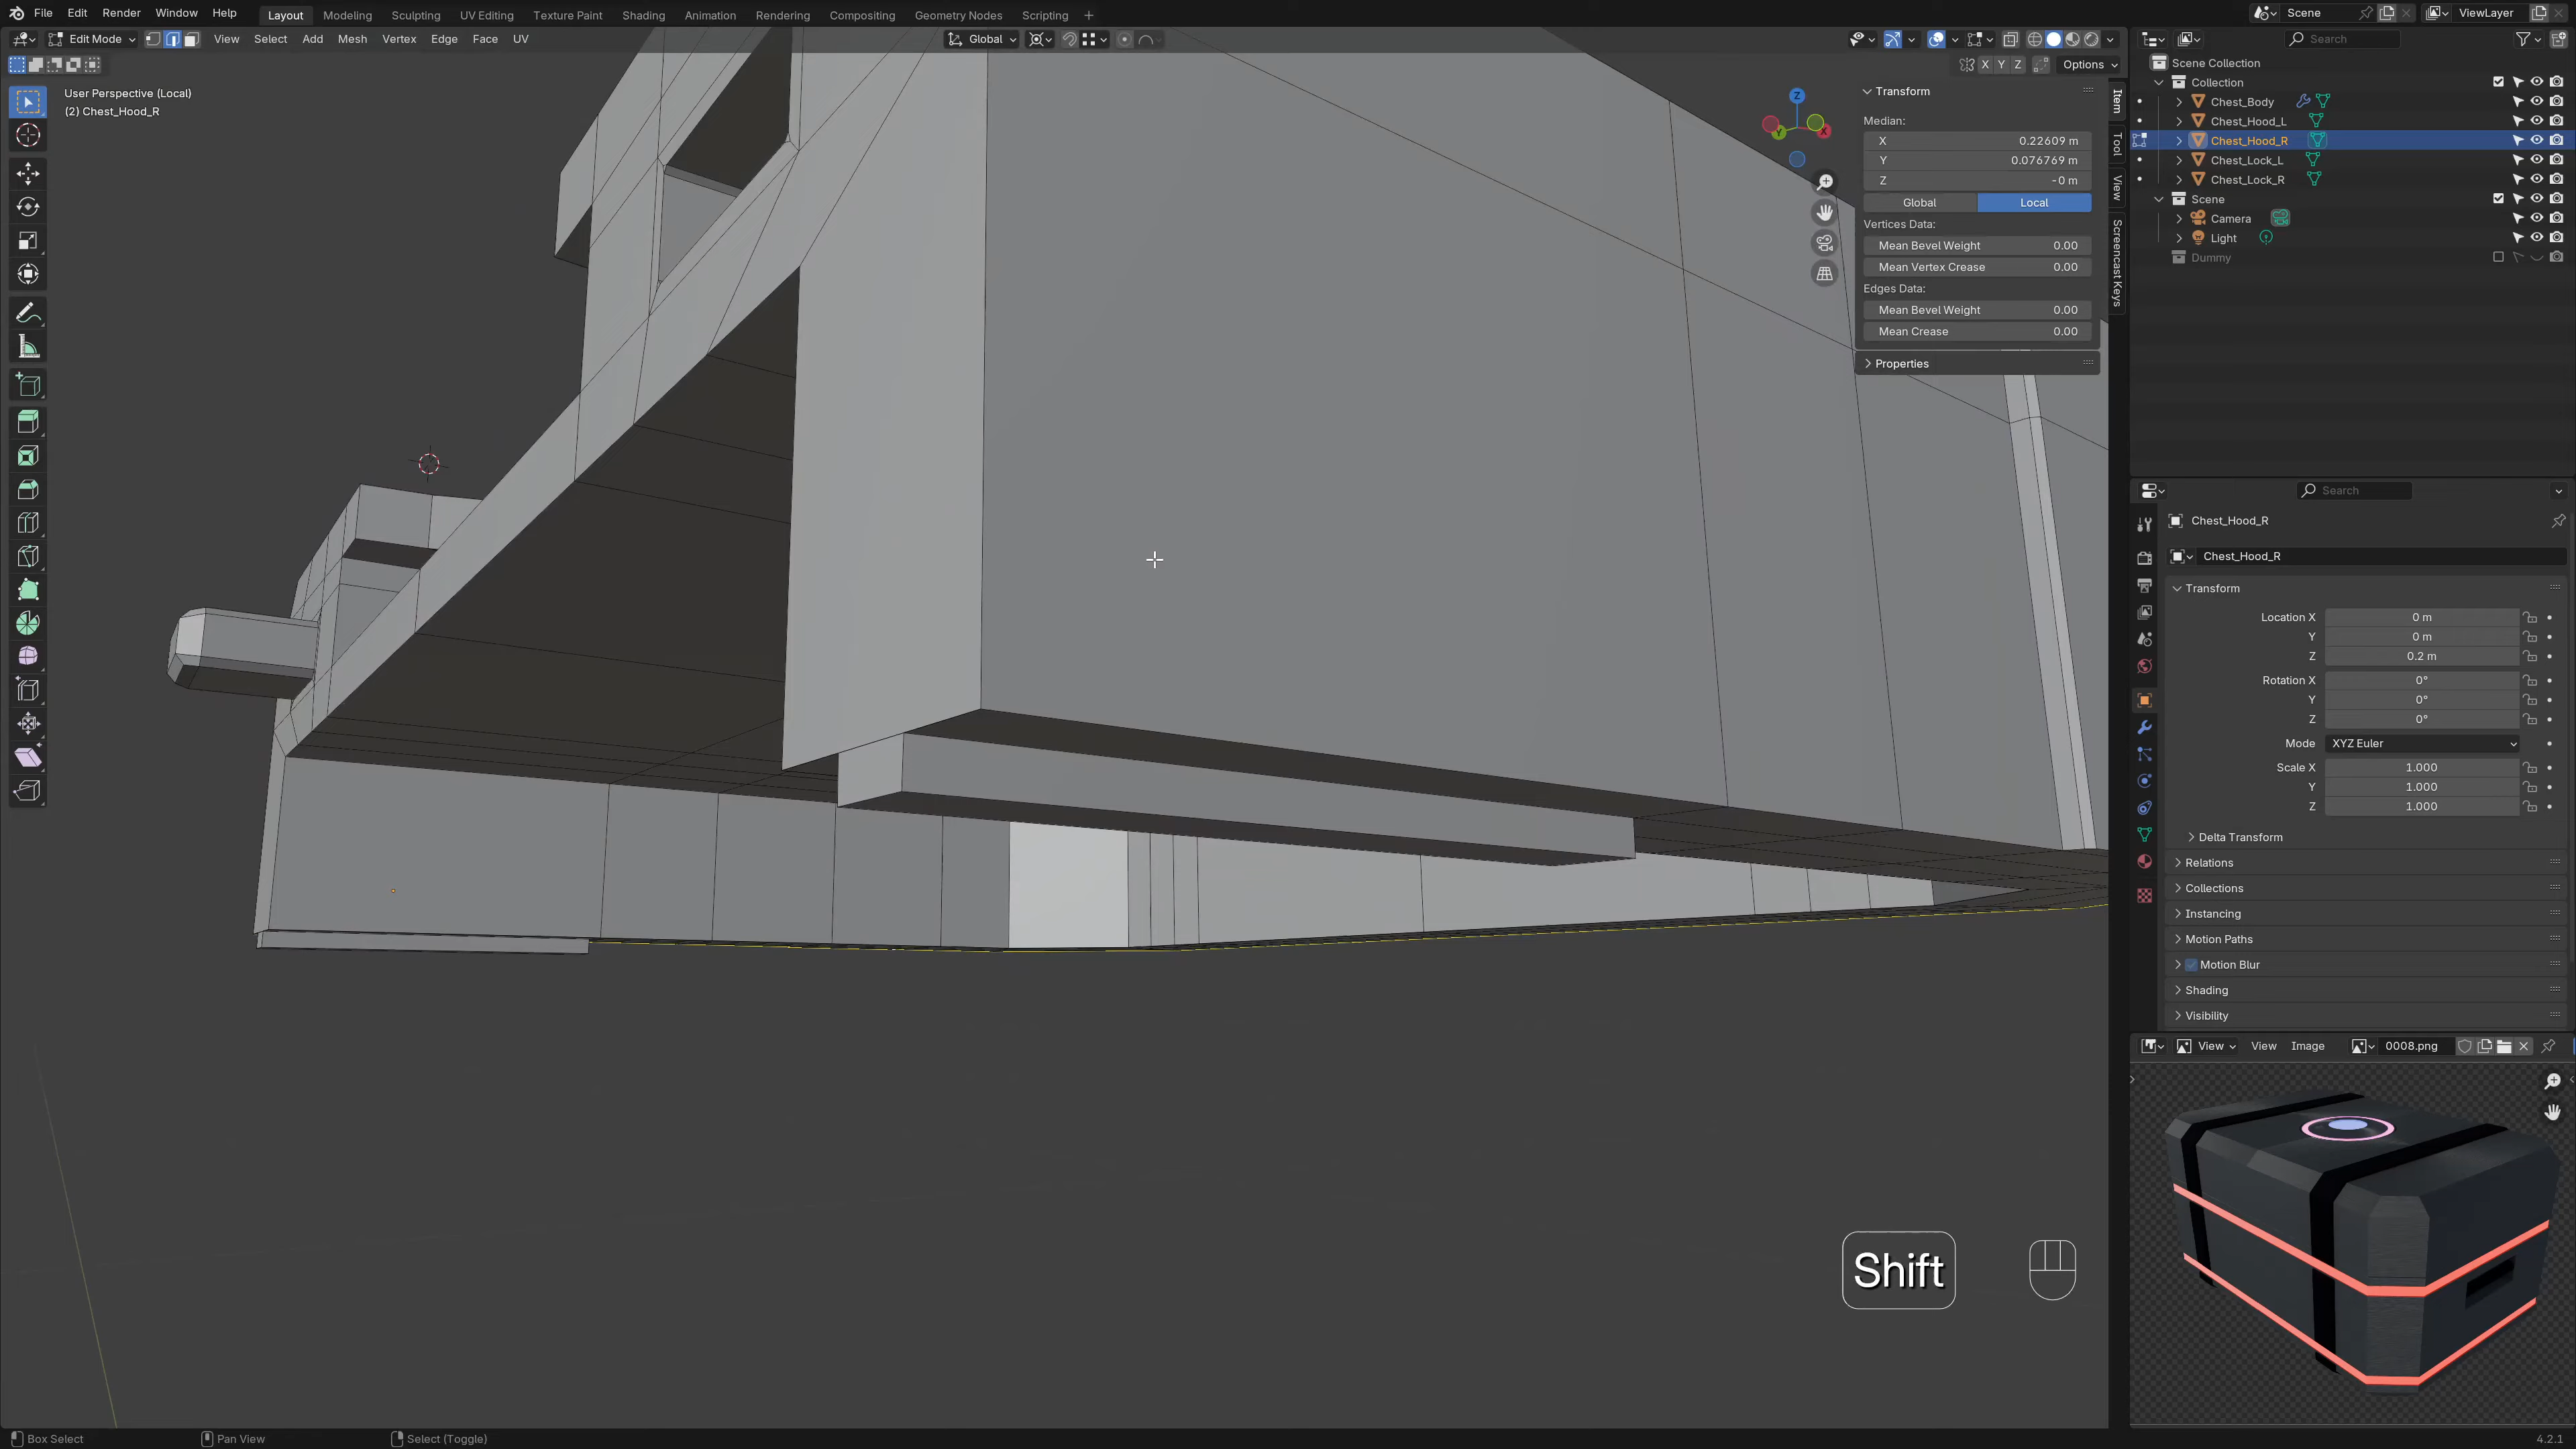 File Edit Render Window Help Layout Modeling Sculpting UV Editing Texture Paint Shading Animation Rendering Compositing Geometry Nodes Scripting + Scene ViewLayer
Edit Mode View Select Add Mesh Vertex Edge Face UV Global Search
X Y Z Options
User Perspective (Local)
(2) Chest_Hood_R
Z
Y
X
Transform
Median:
X 0.22609 m
Y 0.076769 m
Z -0 m
Global Local
Vertices Data:
Mean Bevel Weight 0.00
Mean Vertex Crease 0.00
Edges Data:
Mean Bevel Weight 0.00
Mean Crease 0.00
Properties
Item
Tool
View
Screencast Keys
Scene Collection
Collection
Chest_Body
Chest_Hood_L
Chest_Hood_R
Chest_Lock_L
Chest_Lock_R
Scene
Camera
Light
Dummy
Search
Chest_Hood_R
Chest_Hood_R
Transform
Location X 0 m
Y 0 m
Z 0.2 m
Rotation X 0°
Y 0°
Z 0°
Mode XYZ Euler
Scale X 1.000
Y 1.000
Z 1.000
Delta Transform
Relations
Collections
Instancing
Motion Paths
Motion Blur
Shading
Visibility
View View Image 0008.png
Shift
Box Select Pan View Select (Toggle) 4.2.1